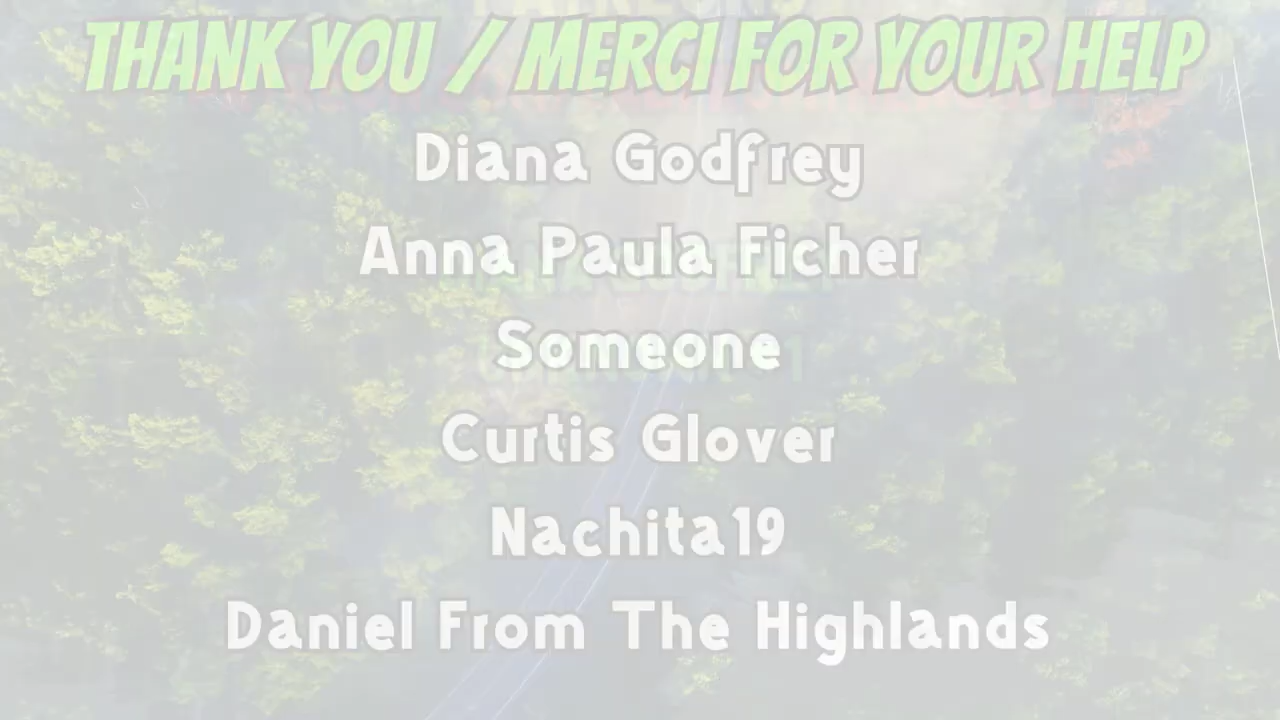 THANK YOU / MERCI FOR YOUR HELP
Diana Godfrey
Anna Paula Ficher
Someone
Curtis Glover
Nachita19
Daniel From The Highlands